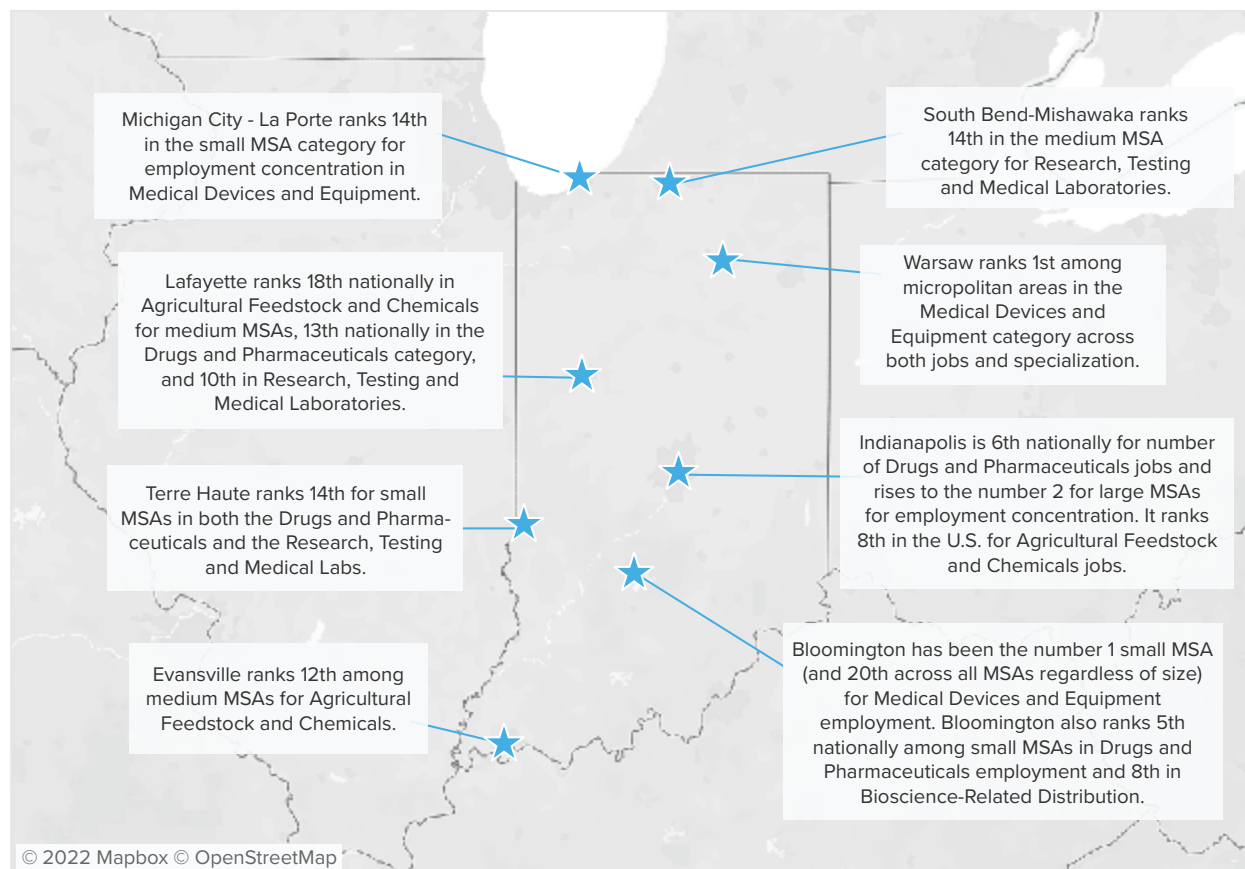 Michigan City - La Porte ranks 14th
in the small MSA category for
employment concentration in
Medical Devices and Equipment.
South Bend-Mishawaka ranks
14th in the medium MSA
category for Research, Testing
and Medical Laboratories.
Lafayette ranks 18th nationally in
Agricultural Feedstock and Chemicals
for medium MSAs, 13th nationally in the
Drugs and Pharmaceuticals category,
and 10th in Research, Testing and
Medical Laboratories.
Warsaw ranks 1st among
micropolitan areas in the
Medical Devices and
Equipment category across
both jobs and specialization.
Terre Haute ranks 14th for small
MSAs in both the Drugs and Pharma-
ceuticals and the Research, Testing
and Medical Labs.
Indianapolis is 6th nationally for number
of Drugs and Pharmaceuticals jobs and
rises to the number 2 for large MSAs
for employment concentration. It ranks
8th in the U.S. for Agricultural Feedstock
and Chemicals jobs.
Evansville ranks 12th among
medium MSAs for Agricultural
Feedstock and Chemicals.
Bloomington has been the number 1 small MSA
(and 20th across all MSAs regardless of size)
for Medical Devices and Equipment
employment. Bloomington also ranks 5th
nationally among small MSAs in Drugs and
Pharmaceuticals employment and 8th in
Bioscience-Related Distribution.
© 2022 Mapbox © OpenStreetMap